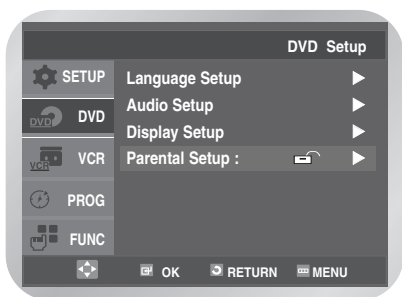 DVD Setup
SETUP
DVD
DVD
VCR
VCR
PROG
FUNC
Language Setup
Audio Setup
Display Setup
Parental Setup :
OK
RETURN
MENU